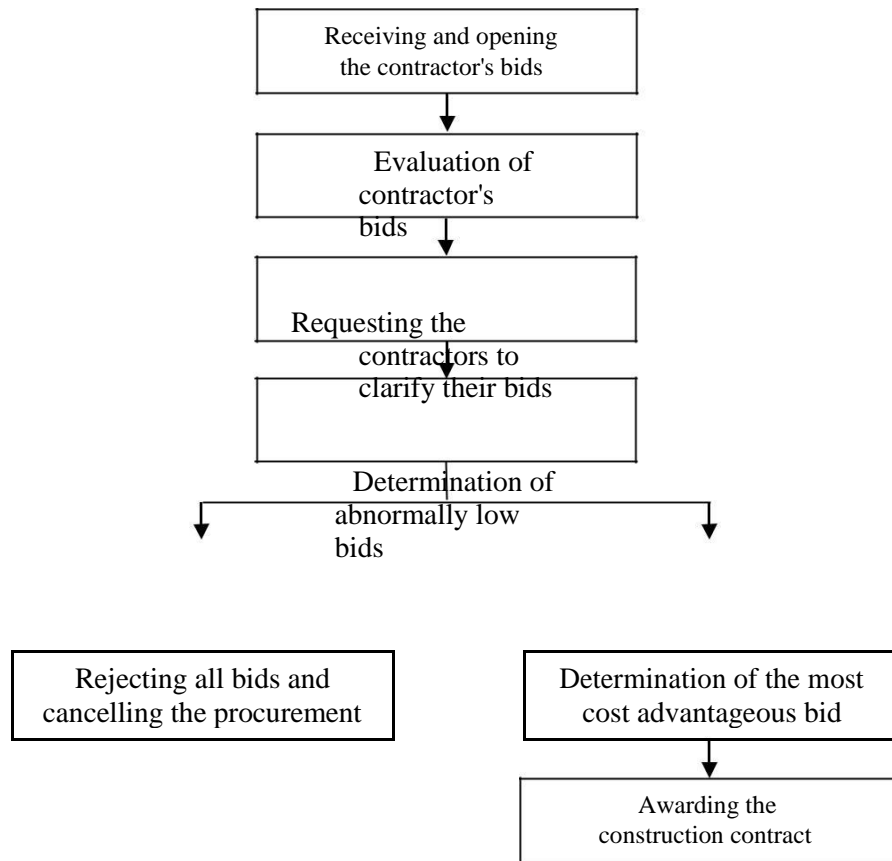 Receiving and opening
the contractor's bids
Evaluation of
contractor's
bids
Requesting the
contractors to
clarify their bids
Determination of
abnormally low
bids
Rejecting all bids and
cancelling the procurement
Determination of the most
cost advantageous bid
Awarding the
construction contract